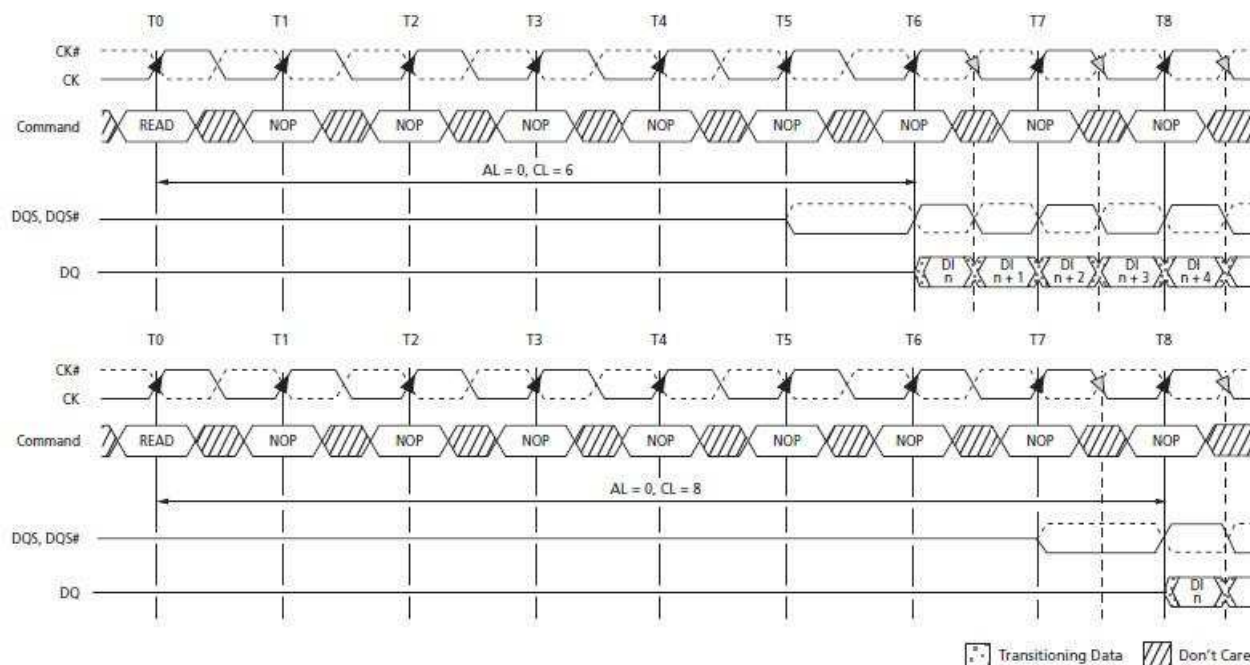 T0 T1 T2 T3 T4 T5 T6 T7 T8
CK#
CK
Command READ NOP NOP NOP NOP NOP NOP NOP NOP
AL = 0, CL = 6
DQS, DQS#
DQ DI n DI n + 1 DI n + 2 DI n + 3 DI n + 4
T0 T1 T2 T3 T4 T5 T6 T7 T8
CK#
CK
Command READ NOP NOP NOP NOP NOP NOP NOP NOP
AL = 0, CL = 8
DQS, DQS#
DQ DI n
Transitioning Data Don't Care